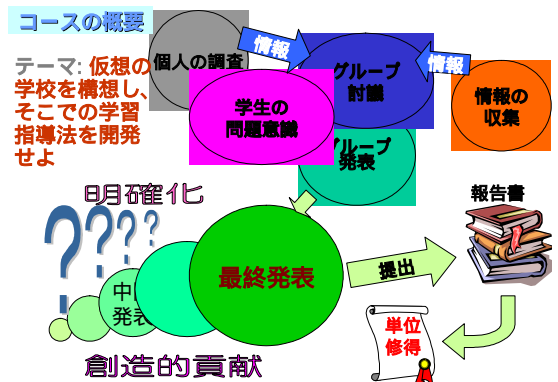 コースの概要
テーマ: 仮想の
学校を構想し、
そこでの学習
指導法を開発
せよ
個人の調査
情報
グループ
討議
情報
情報の
収集
学生の
問題意識
グループ
発表
明確化
? ? ? ?
報告書
最終発表
提出
中
発表
単位
修得
創造的貢献